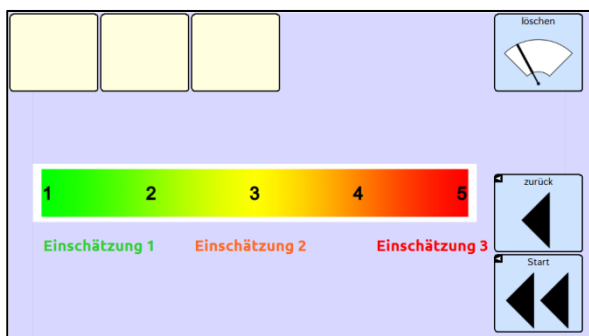 löschen
1 2 3 4 5
zurück
Einschätzung 1 Einschätzung 2 Einschätzung 3
Start